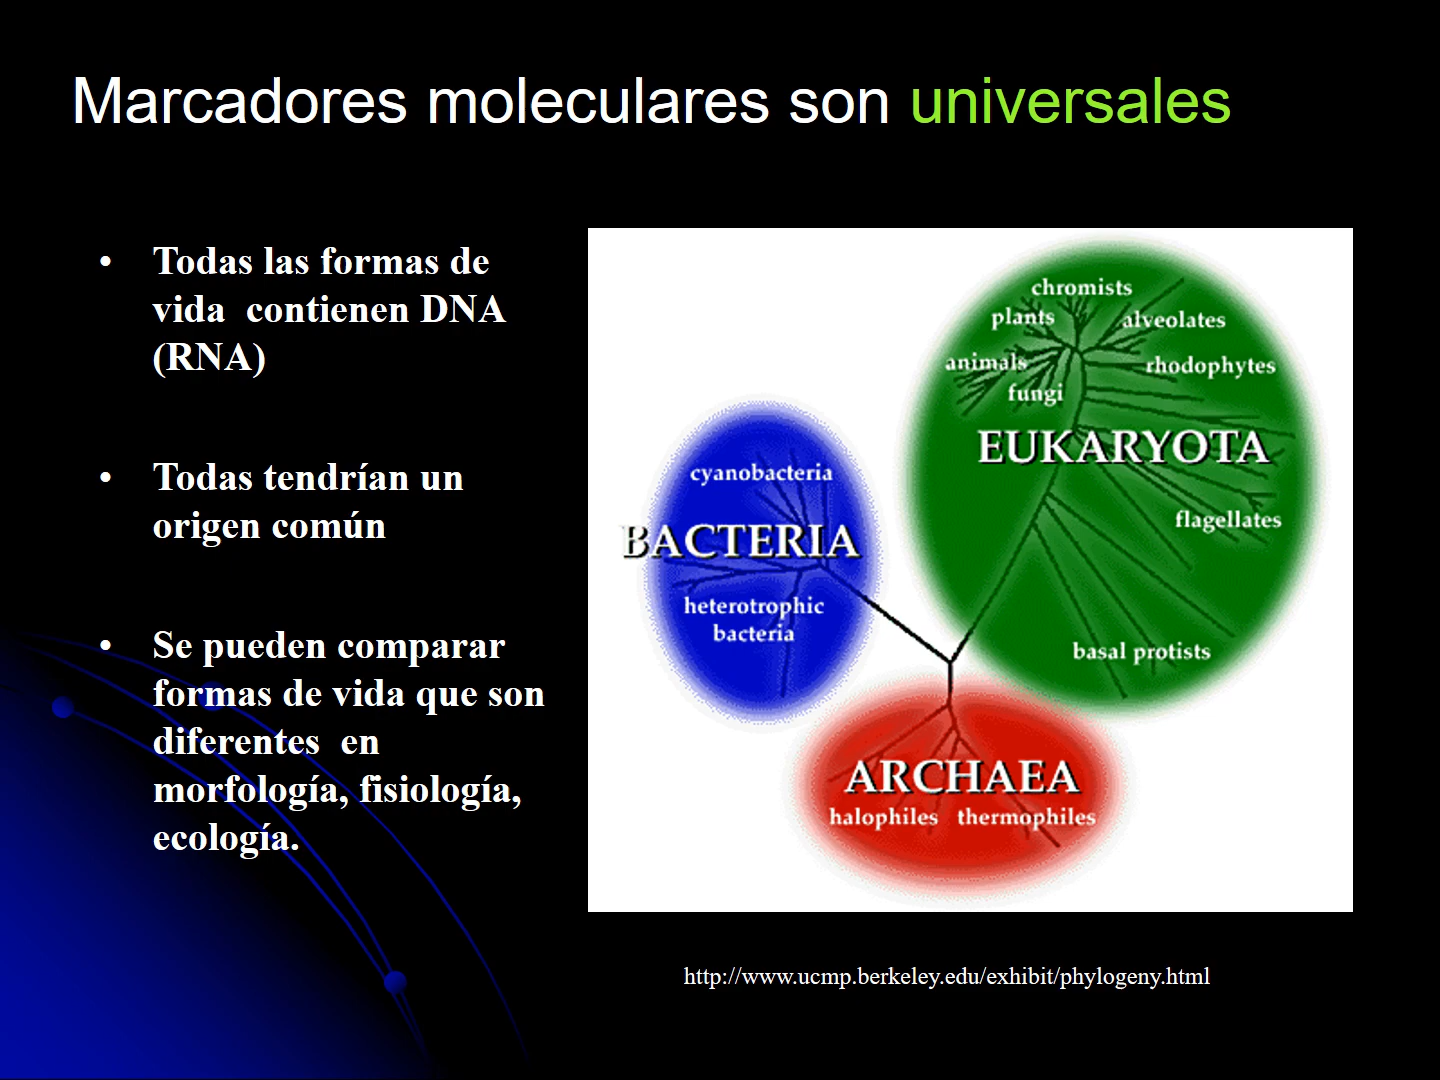 Marcadores moleculares son universales
• Todas las formas de
vida contienen DNA
(RNA)
• Todas tendrían un
origen común
• Se pueden comparar
formas de vida que son
diferentes en
morfología, fisiología,
ecología.
chromists
plants
alveolates
animals
rhodophytes
fungi
EUKARYOTA
flagellates
basal protists
cyanobacteria
BACTERIA
heterotrophic
bacteria
ARCHAEA
halophiles thermophiles
http://www.ucmp.berkeley.edu/exhibit/phylogeny.html